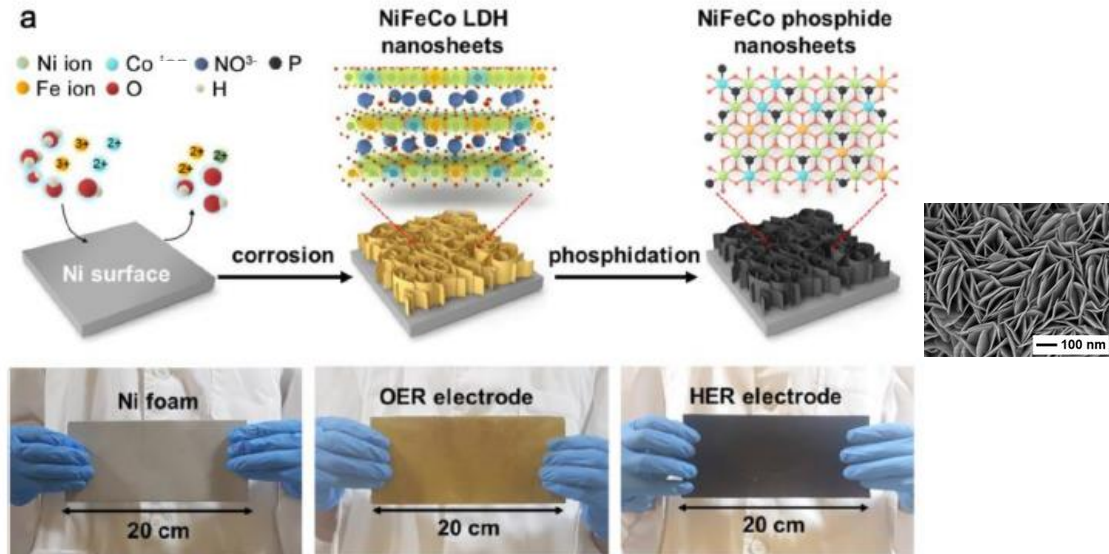 a
NiFeCo LDH
nanosheets
NiFeCo phosphide
nanosheets
Ni ion
Co
NO³⁻
P
Fe ion
O
H
3+
2+
3+
2+
2+
2+
2+
Ni surface
corrosion
phosphidation
100 nm
Ni foam
OER electrode
HER electrode
20 cm
20 cm
20 cm